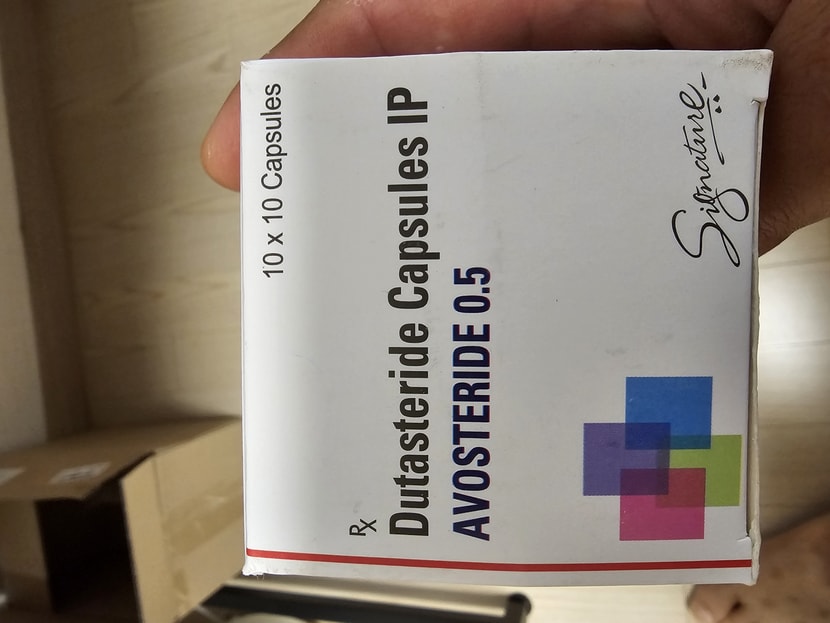 10 x 10 Capsules
Rx
Dutasteride Capsules IP
AVOSTERIDE 0.5
Signature